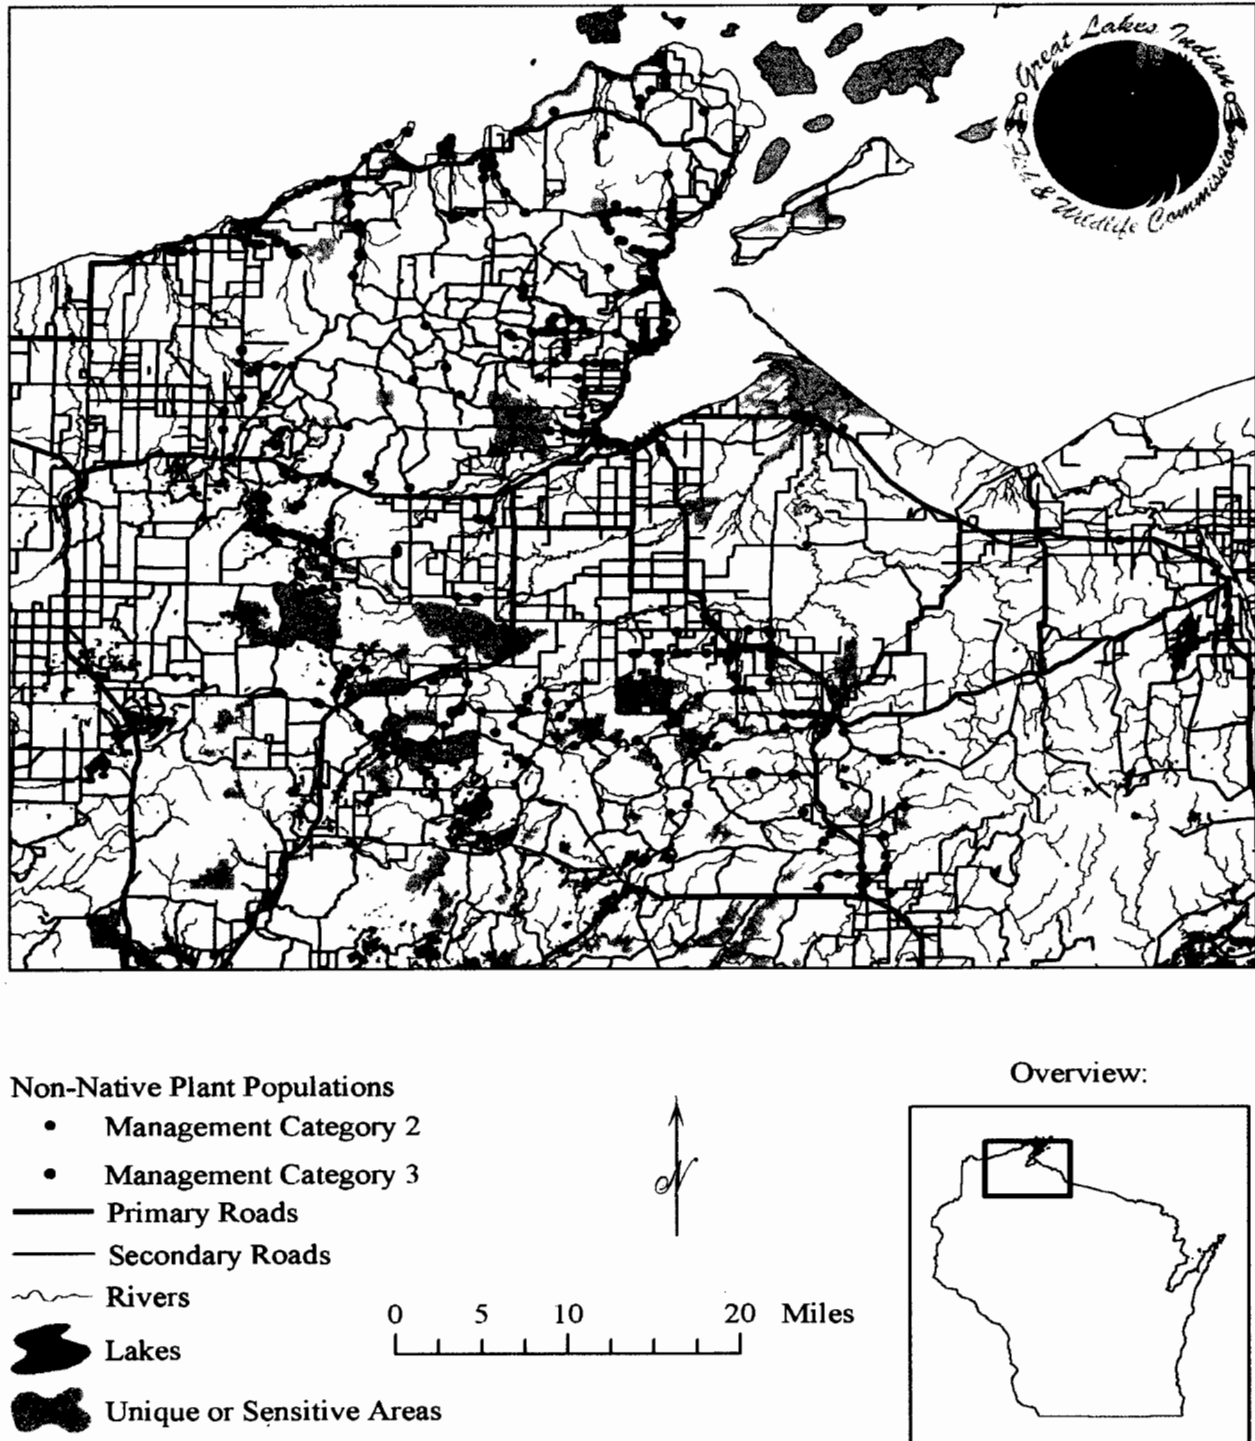 Great Lakes Indian
Fish & Wildlife Commission
Non-Native Plant Populations
Management Category 2
Management Category 3
Primary Roads
Secondary Roads
Rivers
Lakes
Unique or Sensitive Areas
N
0 5 10 20 Miles
Overview: